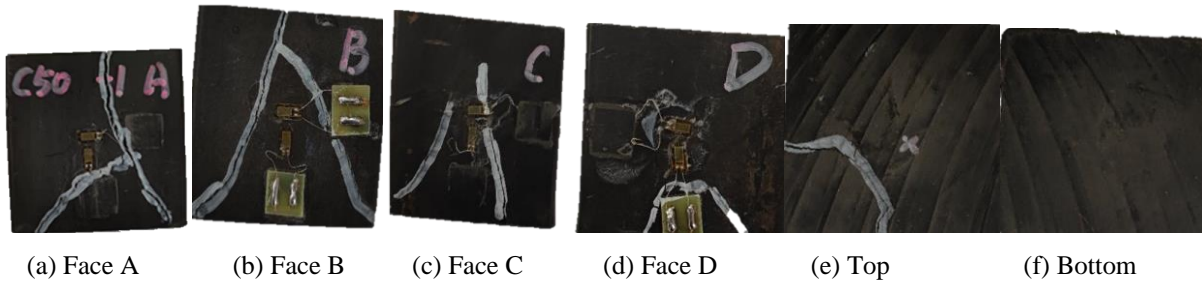 C50 -1 A
B
C
D
(a) Face A
(b) Face B
(c) Face C
(d) Face D
(e) Top
(f) Bottom